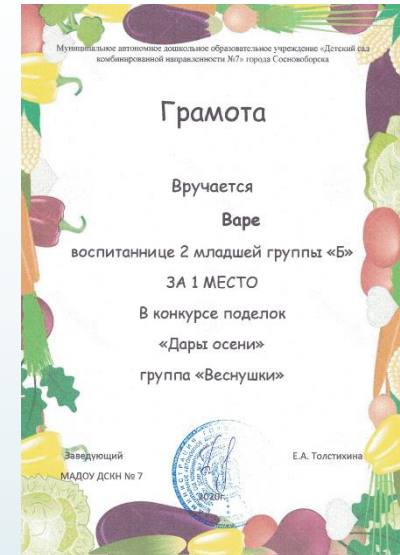 Муниципальное автономное дошкольное образовательное учреждение «Детский сад
комбинированной направленности №7» города Сосновоборска
Грамота
Вручается
Варе
воспитаннице 2 младшей группы «Б»
ЗА 1 МЕСТО
В конкурсе поделок
«Дары осени»
группа «Веснушки»
Заведующий Е.А. Толстихина
МАДОУ ДСКН № 7
2020г.